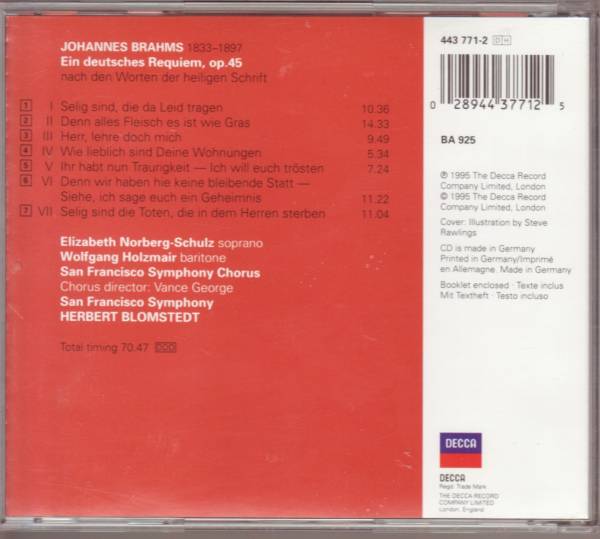 JOHANNES BRAHMS 1833–1897
Ein deutsches Requiem, op.45
nach den Worten der heiligen Schrift
1 I Selig sind, die da Leid tragen 10.36
2 II Denn alles Fleisch es ist wie Gras 14.33
3 III Herr, lehre doch mich 9.49
4 IV Wie lieblich sind Deine Wohnungen 5.34
5 V Ihr habt nun Traurigkeit — Ich will euch trösten 7.24
6 VI Denn wir haben hie keine bleibende Statt —
Siehe, ich sage euch ein Geheimnis 11.22
7 VII Selig sind die Toten, die in dem Herren sterben 11.04
Elizabeth Norberg-Schulz soprano
Wolfgang Holzmair baritone
San Francisco Symphony Chorus
Chorus director: Vance George
San Francisco Symphony
HERBERT BLOMSTEDT
Total timing 70.47 DDD
443 771-2 DH
0 28944 37712 5
BA 925
℗ 1995 The Decca Record
Company Limited, London
© 1995 The Decca Record
Company Limited, London
Cover: Illustration by Steve
Rawlings
CD is made in Germany
Printed in Germany/Imprimé
en Allemagne. Made in Germany
Booklet enclosed · Texte inclus
Mit Textheft · Testo incluso
DECCA
DECCA
Regd. Trade Mark
THE DECCA RECORD
COMPANY LIMITED
London, England